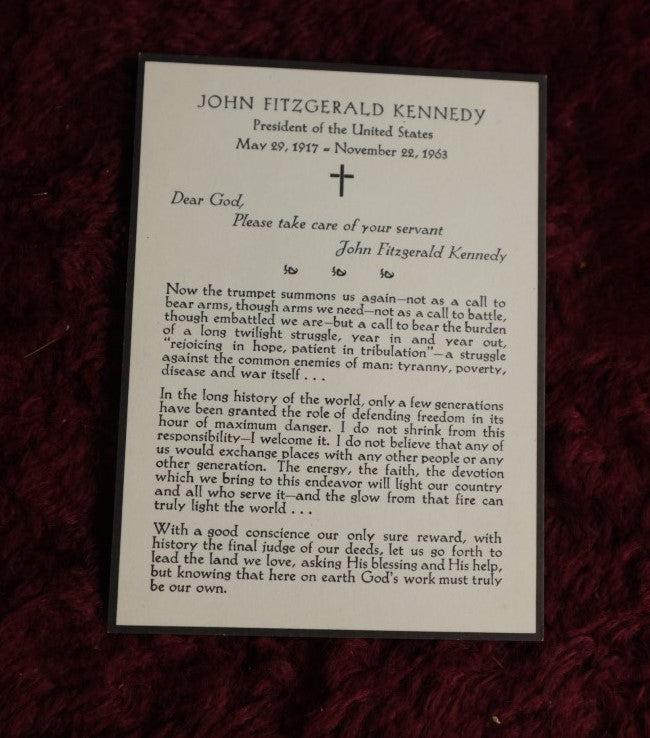 JOHN FITZGERALD KENNEDY
President of the United States
May 29, 1917 - November 22, 1963
Dear God,
Please take care of your servant
John Fitzgerald Kennedy
Now the trumpet summons us again—not as a call to
bear arms, though arms we need—not as a call to battle,
though embattled we are—but a call to bear the burden
of a long twilight struggle, year in and year out,
"rejoicing in hope, patient in tribulation"—a struggle
against the common enemies of man: tyranny, poverty,
disease and war itself . . .
In the long history of the world, only a few generations
have been granted the role of defending freedom in its
hour of maximum danger. I do not shrink from this
responsibility—I welcome it. I do not believe that any of
us would exchange places with any other people or any
other generation. The energy, the faith, the devotion
which we bring to this endeavor will light our country
and all who serve it—and the glow from that fire can
truly light the world . . .
With a good conscience our only sure reward, with
history the final judge of our deeds, let us go forth to
lead the land we love, asking His blessing and His help,
but knowing that here on earth God's work must truly
be our own.